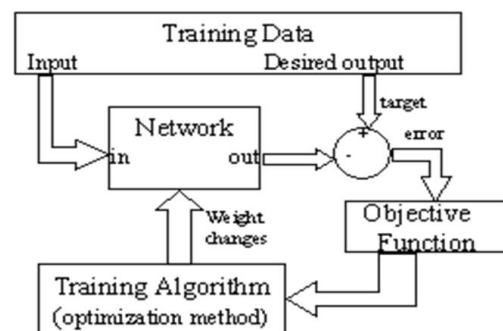 Training Data
Input Desired output
target
+
error
Network
in out
-
Weight
changes
Objective
Function
Training Algorithm
(optimization method)